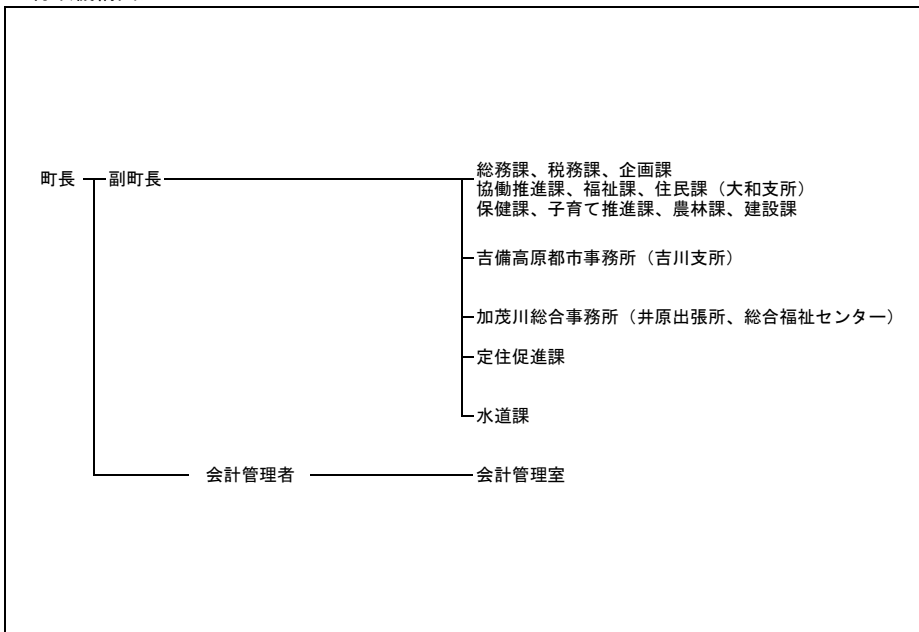 町長 副町長 総務課、税務課、企画課
協働推進課、福祉課、住民課（大和支所）
保健課、子育て推進課、農林課、建設課
吉備高原都市事務所（吉川支所）
加茂川総合事務所（井原出張所、総合福祉センター）
定住促進課
水道課
会計管理者 会計管理室